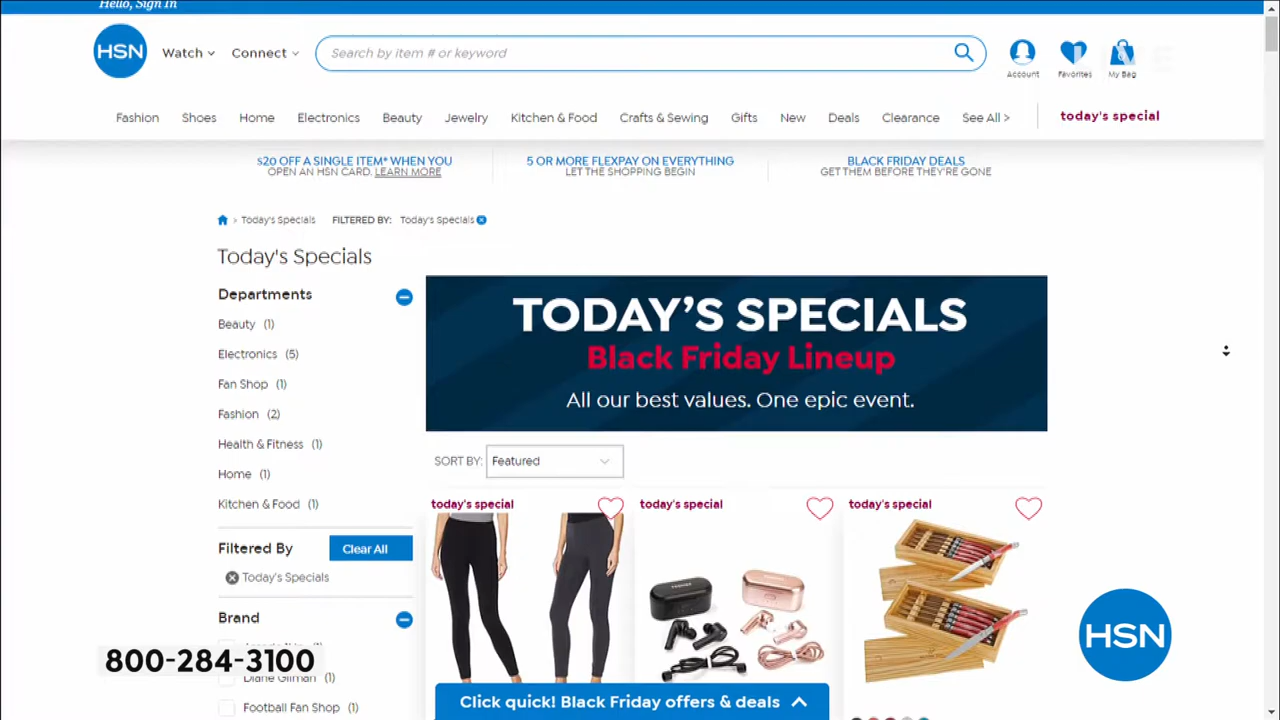 Hello, Sign In
HSN
Watch
Connect
Search by item # or keyword
Account
Favorites
My Bag
LIVE
Fashion
Shoes
Home
Electronics
Beauty
Jewelry
Kitchen & Food
Crafts & Sewing
Gifts
New
Deals
Clearance
See All >
today's special
$20 OFF A SINGLE ITEM* WHEN YOU
OPEN AN HSN CARD. LEARN MORE
5 OR MORE FLEXPAY ON EVERYTHING
LET THE SHOPPING BEGIN
BLACK FRIDAY DEALS
GET THEM BEFORE THEY'RE GONE
> Today's Specials FILTERED BY: Today's Specials
Today's Specials
Departments
Beauty (1)
Electronics (5)
Fan Shop (1)
Fashion (2)
Health & Fitness (1)
Home (1)
Kitchen & Food (1)
Filtered By
Clear All
Today's Specials
Brand
(1)
Diane Gilman (1)
Football Fan Shop (1)
TODAY'S SPECIALS
Black Friday Lineup
All our best values. One epic event.
SORT BY: Featured
today's special
today's special
today's special
800-284-3100
Click quick! Black Friday offers & deals
HSN